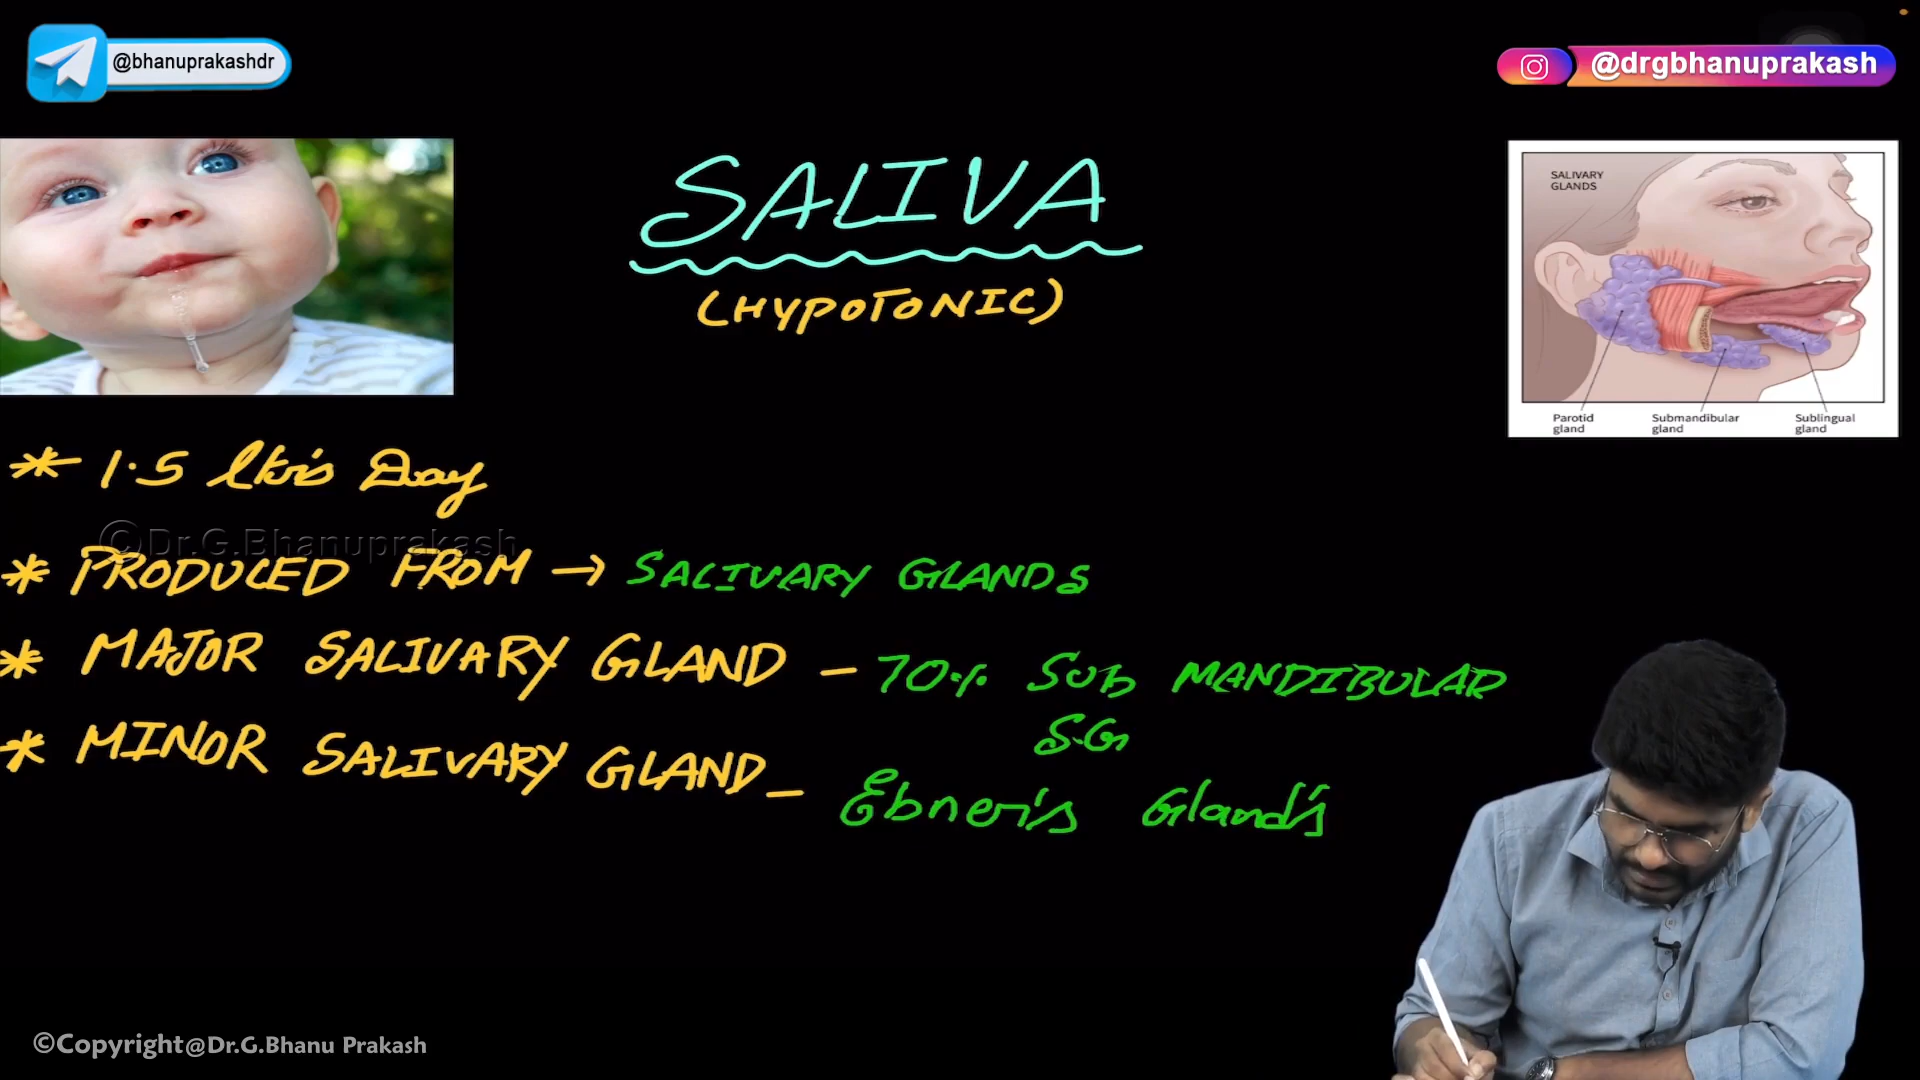 @bhanuprakashdr
@drgbhanuprakash
SALIVA
(HYPOTONIC)
SALIVARY
GLANDS
Parotid
gland
Submandibular
gland
Sublingual
gland
* 1.5 Day
©Dr.G.Bhanuprakash
* PRODUCED FROM → SALIVARY GLANDS
* MAJOR SALIVARY GLAND – 70% SUB MANDIBULAR
S.G
* MINOR SALIVARY GLAND –
Ebner's Gland's
©Copyright@Dr.G.Bhanu Prakash